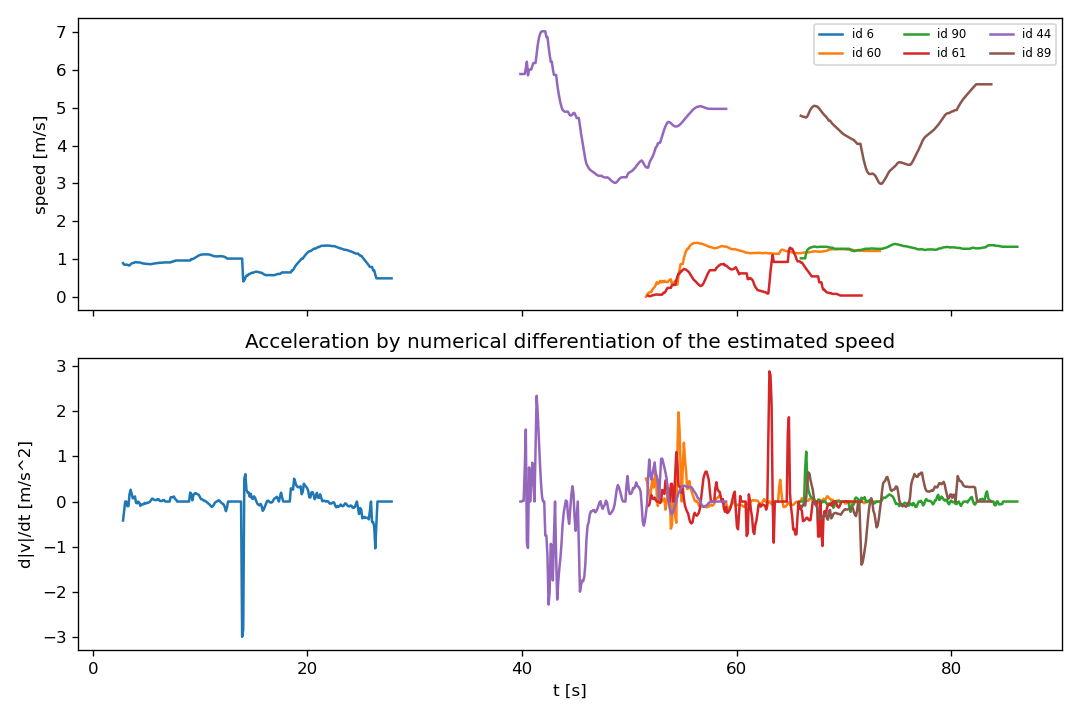 7
6
5
4
3
2
1
0
speed [m/s]
id 6 id 90 id 44
id 60 id 61 id 89
Acceleration by numerical differentiation of the estimated speed
3
2
1
0
−1
−2
−3
d|v|/dt [m/s^2]
0 20 40 60 80
t [s]